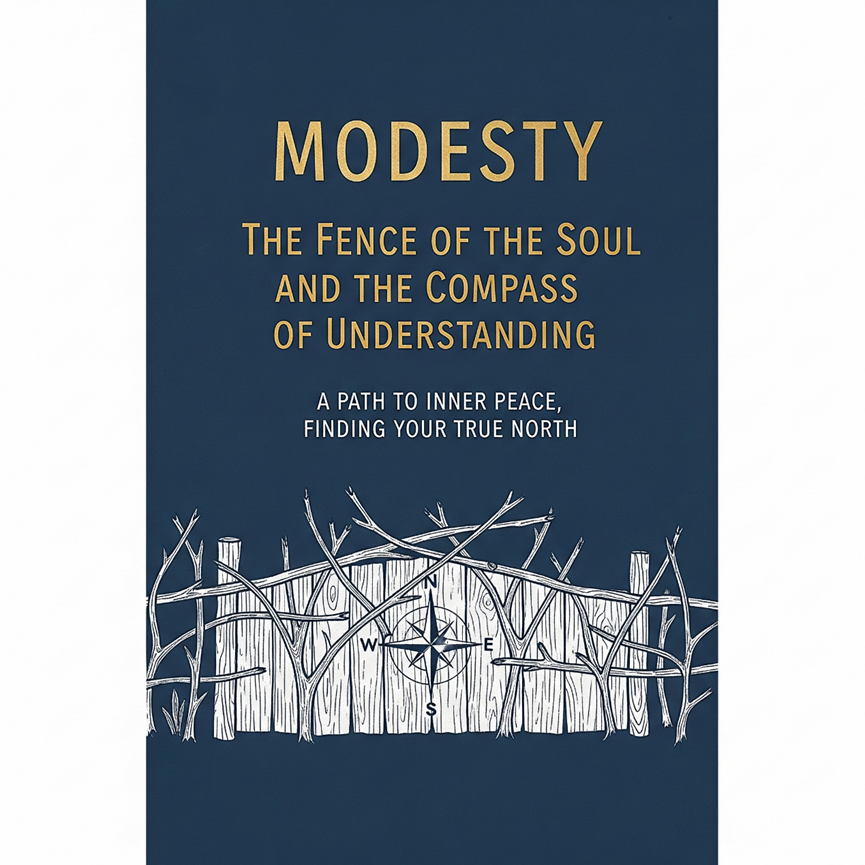 MODESTY
THE FENCE OF THE SOUL
AND THE COMPASS
OF UNDERSTANDING
A PATH TO INNER PEACE,
FINDING YOUR TRUE NORTH
N
W E
S